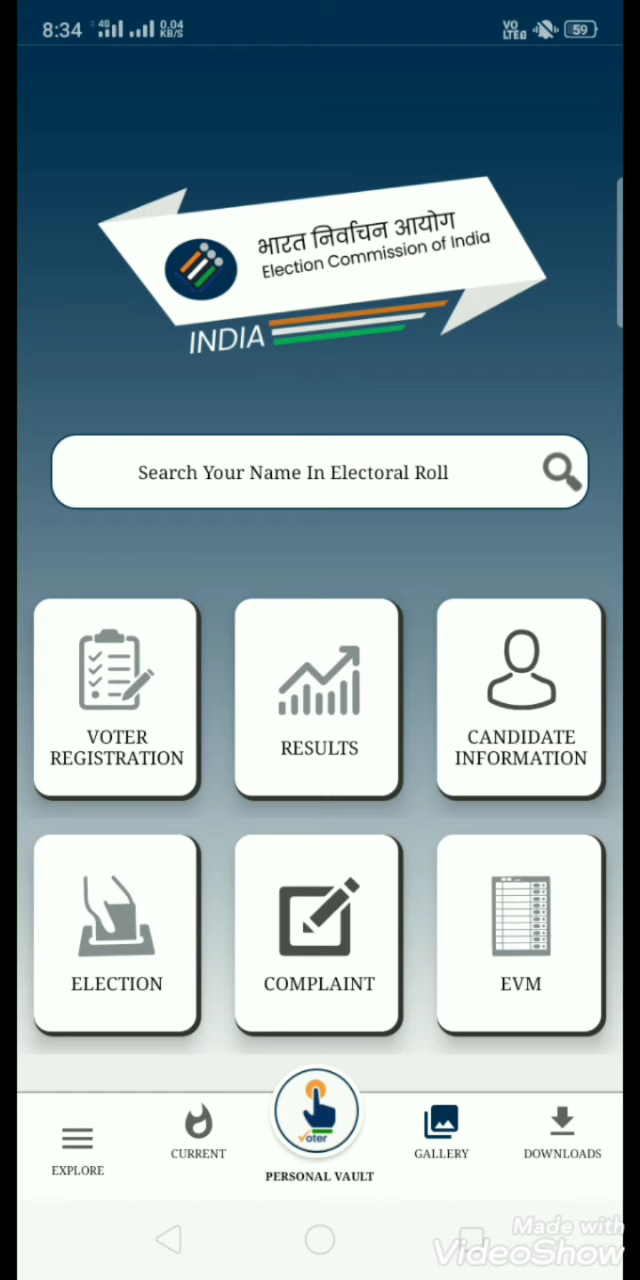 8:34
4G
0.04
KB/S
VO
LTE
59
भारत निर्वाचन आयोग
Election Commission of India
INDIA
Search Your Name In Electoral Roll
VOTER
REGISTRATION
RESULTS
CANDIDATE
INFORMATION
ELECTION
COMPLAINT
EVM
EXPLORE
CURRENT
Voter
PERSONAL VAULT
GALLERY
DOWNLOADS
Made with
VideoShow